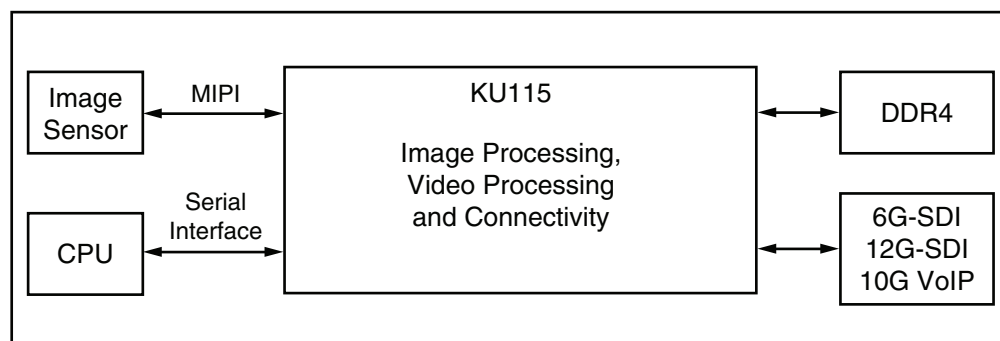 Image
Sensor
MIPI
CPU
Serial
Interface
KU115
Image Processing,
Video Processing
and Connectivity
DDR4
6G-SDI
12G-SDI
10G VoIP